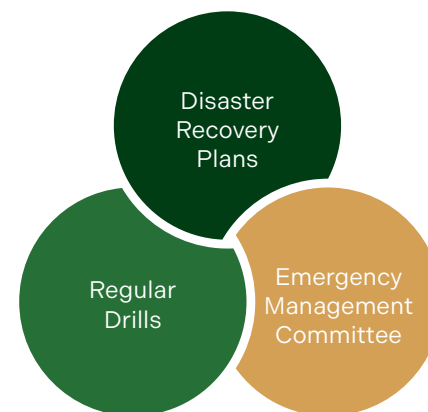 Disaster
Recovery
Plans
Regular
Drills
Emergency
Management
Committee